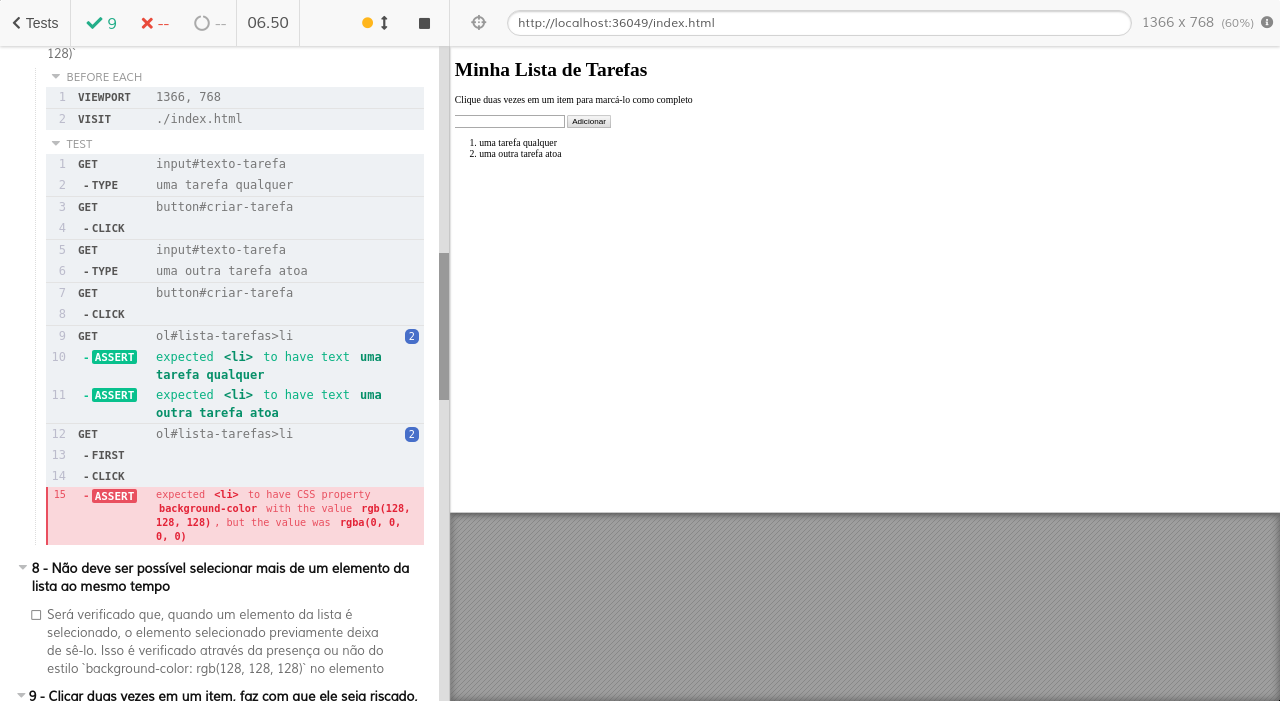 Tests
9
--
--
06.50
http://localhost:36049/index.html
1366 x 768 (60%)
128)`
BEFORE EACH
1 VIEWPORT 1366, 768
2 VISIT ./index.html
TEST
1 GET input#texto-tarefa
2 -TYPE uma tarefa qualquer
3 GET button#criar-tarefa
4 -CLICK
5 GET input#texto-tarefa
6 -TYPE uma outra tarefa atoa
7 GET button#criar-tarefa
8 -CLICK
9 GET ol#lista-tarefas>li 2
10 -ASSERT expected <li> to have text uma
tarefa qualquer
11 -ASSERT expected <li> to have text uma
outra tarefa atoa
12 GET ol#lista-tarefas>li 2
13 -FIRST
14 -CLICK
15 -ASSERT expected <li> to have CSS property
background-color with the value rgb(128,
128, 128), but the value was rgba(0, 0,
0, 0)
8 - Não deve ser possível selecionar mais de um elemento da
lista ao mesmo tempo
Será verificado que, quando um elemento da lista é
selecionado, o elemento selecionado previamente deixa
de sê-lo. Isso é verificado através da presença ou não do
estilo `background-color: rgb(128, 128, 128)` no elemento
9 - Clicar duas vezes em um item, faz com que ele seja riscado,
Minha Lista de Tarefas
Clique duas vezes em um item para marcá-lo como completo
Adicionar
1. uma tarefa qualquer
2. uma outra tarefa atoa